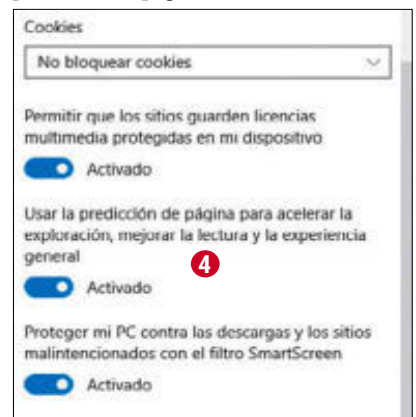 Cookies
No bloquear cookies
Permitir que los sitios guarden licencias
multimedia protegidas en mi dispositivo
Activado
Usar la predicción de página para acelerar la
exploración, mejorar la lectura y la experiencia
general
4
Activado
Proteger mi PC contra las descargas y los sitios
malintencionados con el filtro SmartScreen
Activado